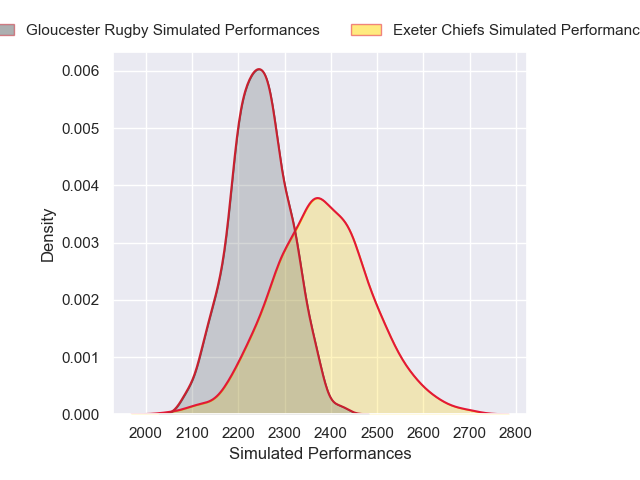 Gloucester Rugby Simulated Performances
Exeter Chiefs Simulated Performanc
0.006
0.005
0.004
0.003
0.002
0.001
0.000
Density
2000 2100 2200 2300 2400 2500 2600 2700 2800
Simulated Performances